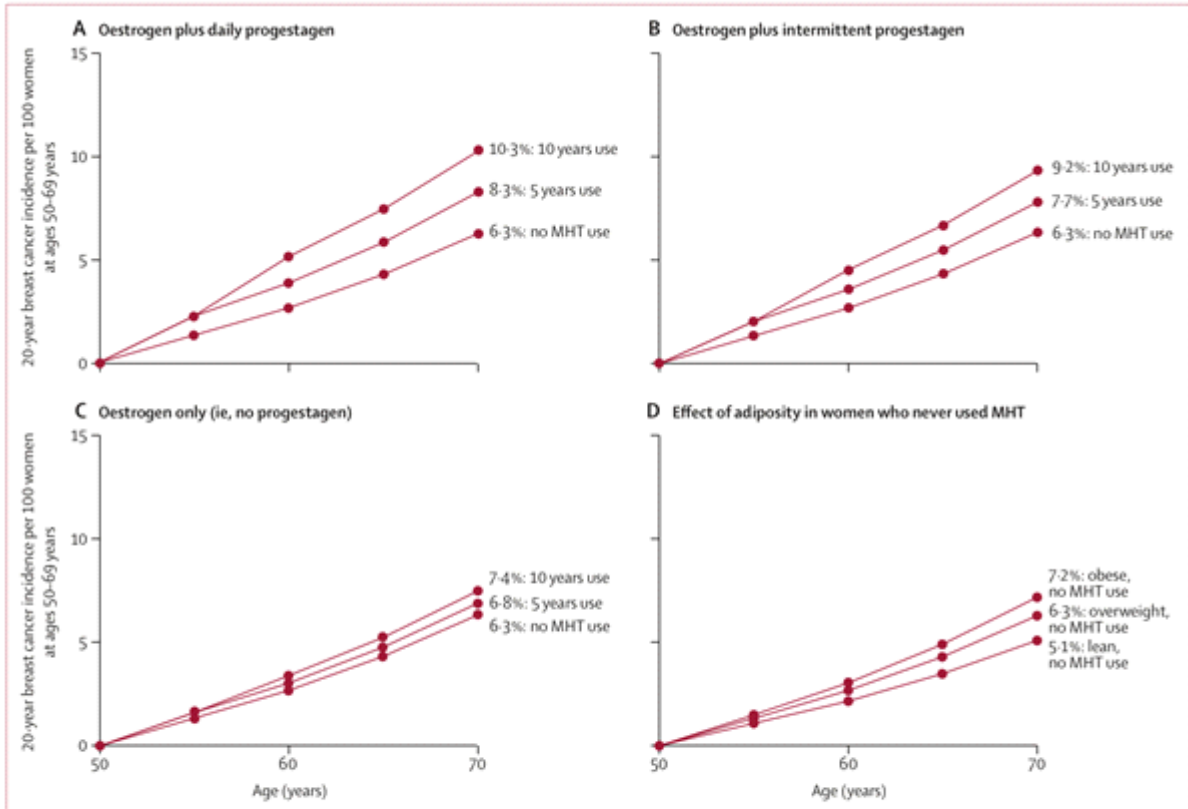 A Oestrogen plus daily progestagen
20-year breast cancer incidence per 100 women
at ages 50–69 years
15
10
5
0
10·3%: 10 years use
8·3%: 5 years use
6·3%: no MHT use
B Oestrogen plus intermittent progestagen
9·2%: 10 years use
7·7%: 5 years use
6·3%: no MHT use
C Oestrogen only (ie, no progestagen)
20-year breast cancer incidence per 100 women
at ages 50–69 years
15
10
5
0
50
60
70
Age (years)
7·4%: 10 years use
6·8%: 5 years use
6·3%: no MHT use
D Effect of adiposity in women who never used MHT
50
60
70
Age (years)
7·2%: obese,
no MHT use
6·3%: overweight,
no MHT use
5·1%: lean,
no MHT use